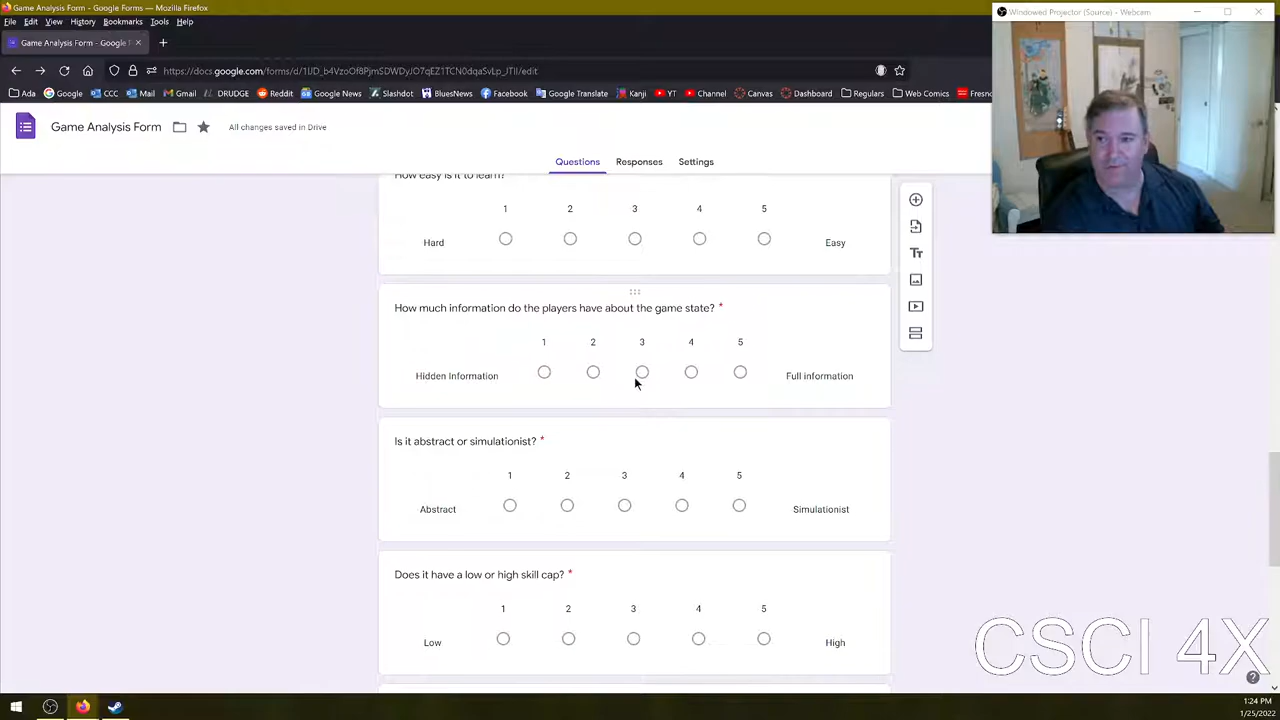 Game Analysis Form - Google Forms — Mozilla Firefox
File Edit View History Bookmarks Tools Help
Windowed Projector (Source) - Webcam
Game Analysis Form - Google Fo
Ada Google CCC Mail Gmail DRUDGE Reddit Google News Slashdot BluesNews Facebook Google Translate Kanji YT Channel Canvas Dashboard Regulars Web Comics
Game Analysis Form
All changes saved in Drive
Questions Responses Settings
How easy is it to learn?
1 2 3 4 5
Hard Easy
How much information do the players have about the game state? *
1 2 3 4 5
Hidden Information Full information
Is it abstract or simulationist? *
1 2 3 4 5
Abstract Simulationist
Does it have a low or high skill cap? *
1 2 3 4 5
Low High
CSCI 4X
1:24 PM
1/25/2022